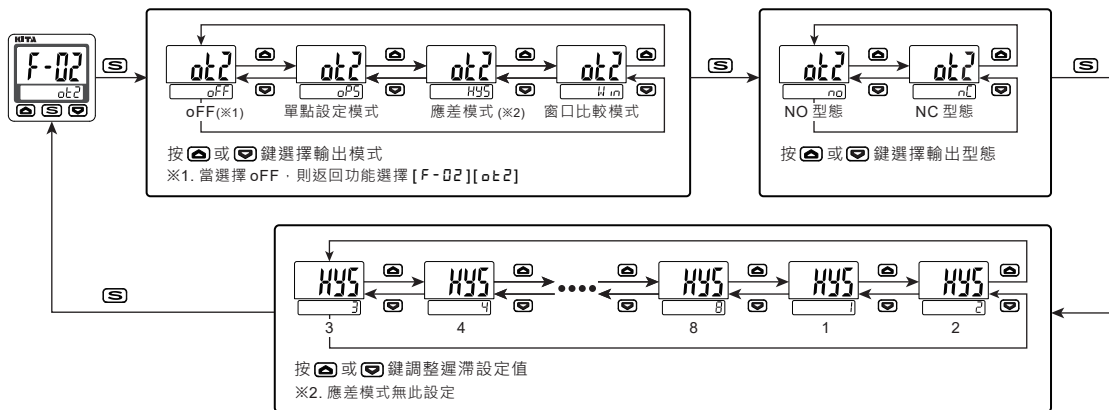 HITA
F-02
ot2
S
ot2
oFF
ot2
oPS
ot2
HYS
ot2
Win
oFF(※1)
單點設定模式
應差模式 (※2)
窗口比較模式
按 或 鍵選擇輸出模式
※1. 當選擇 oFF,則返回功能選擇 [F-02][ot2]
S
ot2
no
ot2
nC
NO 型態
NC 型態
按 或 鍵選擇輸出型態
S
S
HYS
3
HYS
4
HYS
8
HYS
1
HYS
2
3
4
8
1
2
按 或 鍵調整遲滯設定值
※2. 應差模式無此設定
S